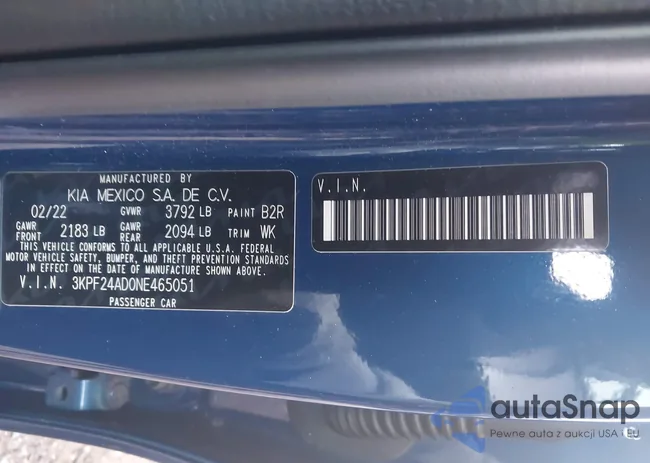 MANUFACTURED BY
KIA MEXICO S.A. DE C.V.
02/22 GVWR 3792 LB PAINT B2R
GAWR FRONT 2183 LB GAWR REAR 2094 LB TRIM WK
THIS VEHICLE CONFORMS TO ALL APPLICABLE U.S.A. FEDERAL
MOTOR VEHICLE SAFETY, BUMPER, AND THEFT PREVENTION STANDARDS
IN EFFECT ON THE DATE OF MANUFACTURE SHOWN ABOVE.
V.I.N. 3KPF24AD0NE465051
PASSENGER CAR
V.I.N.
autaSnap
Pewne auta z aukcji USA i EU